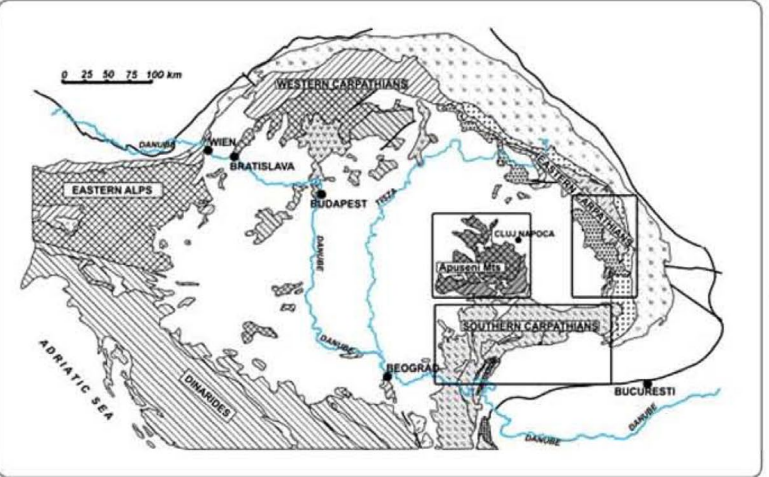 0 25 50 75 100 km
WESTERN CARPATHIANS
DANUBE
WIEN
BRATISLAVA
EASTERN CARPATHIANS
EASTERN ALPS
BUDAPEST
TISZA
CLUJ NAPOCA
DANUBE
Apuseni Mts
SOUTHERN CARPATHIANS
DANUBE
ADRIATIC SEA
DINARIDES
BEOGRAD
BUCURESTI
DANUBE
DANUBE